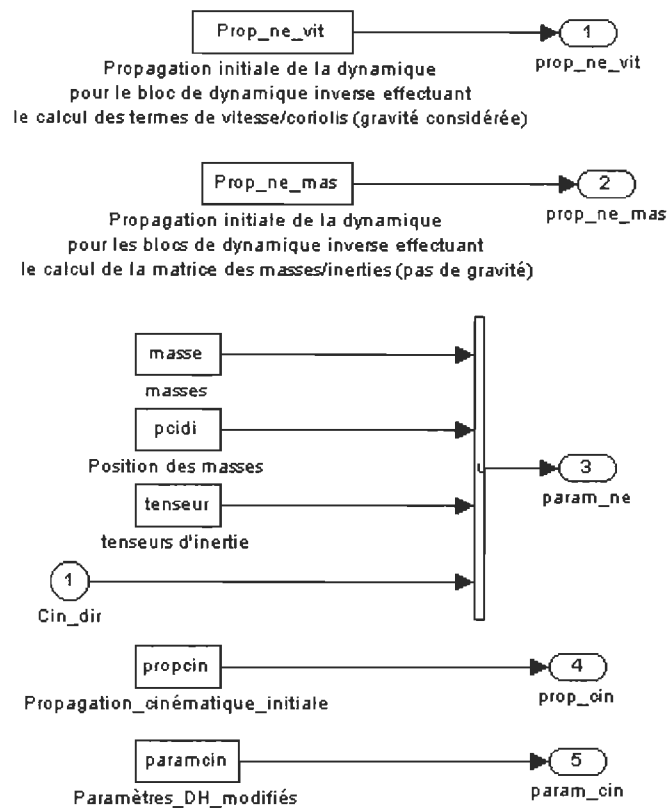 Prop_ne_vit
1
prop_ne_vit
Propagation initiale de la dynamique
pour le bloc de dynamique inverse effectuant
le calcul des termes de vitesse/coriolis (gravité considérée)
Prop_ne_mas
2
prop_ne_mas
Propagation initiale de la dynamique
pour les blocs de dynamique inverse effectuant
le calcul de la matrice des masses/inerties (pas de gravité)
masse
masses
pcidi
Position des masses
3
param_ne
tenseur
tenseurs d'inertie
1
Cin_dir
propcin
Propagation_cinématique_initiale
4
prop_cin
paramcin
Paramètres_DH_modifiés
5
param_cin